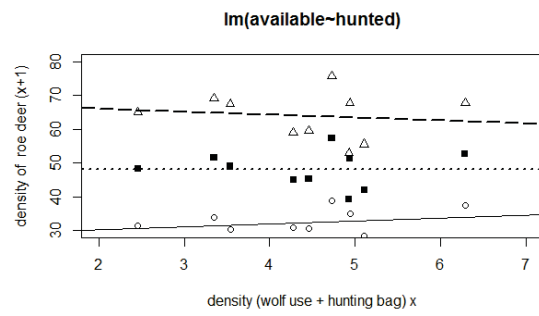 lm(available~hunted)
density of roe deer (x+1)
80
70
60
50
40
30
2 3 4 5 6 7
density (wolf use + hunting bag) x